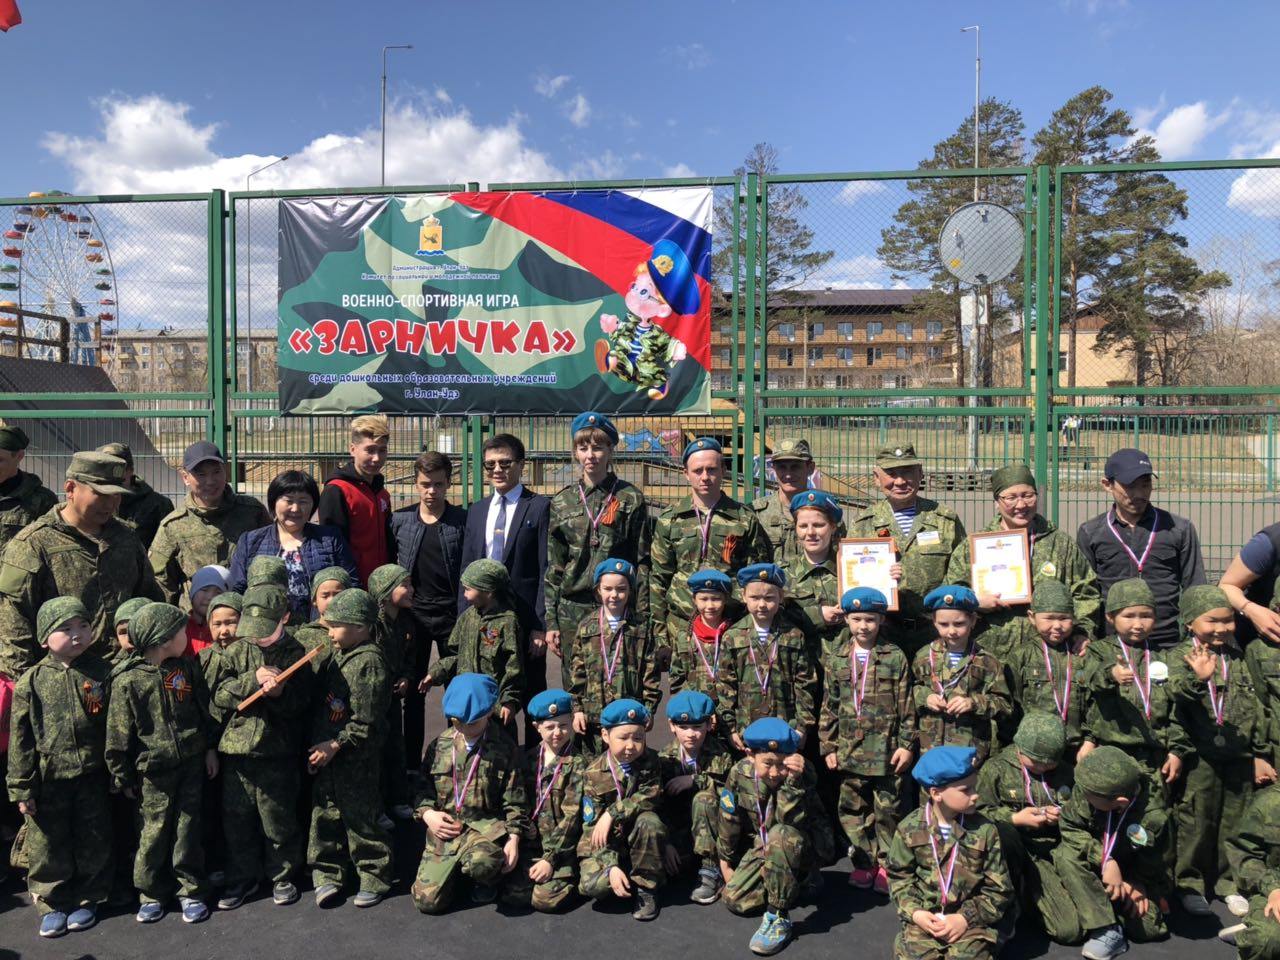 Администрация г. Улан-Удэ
Комитет по социальной и молодежной политике
ВОЕННО-СПОРТИВНАЯ ИГРА
«ЗАРНИЧКА»
среди дошкольных образовательных учреждений
г. Улан-Удэ